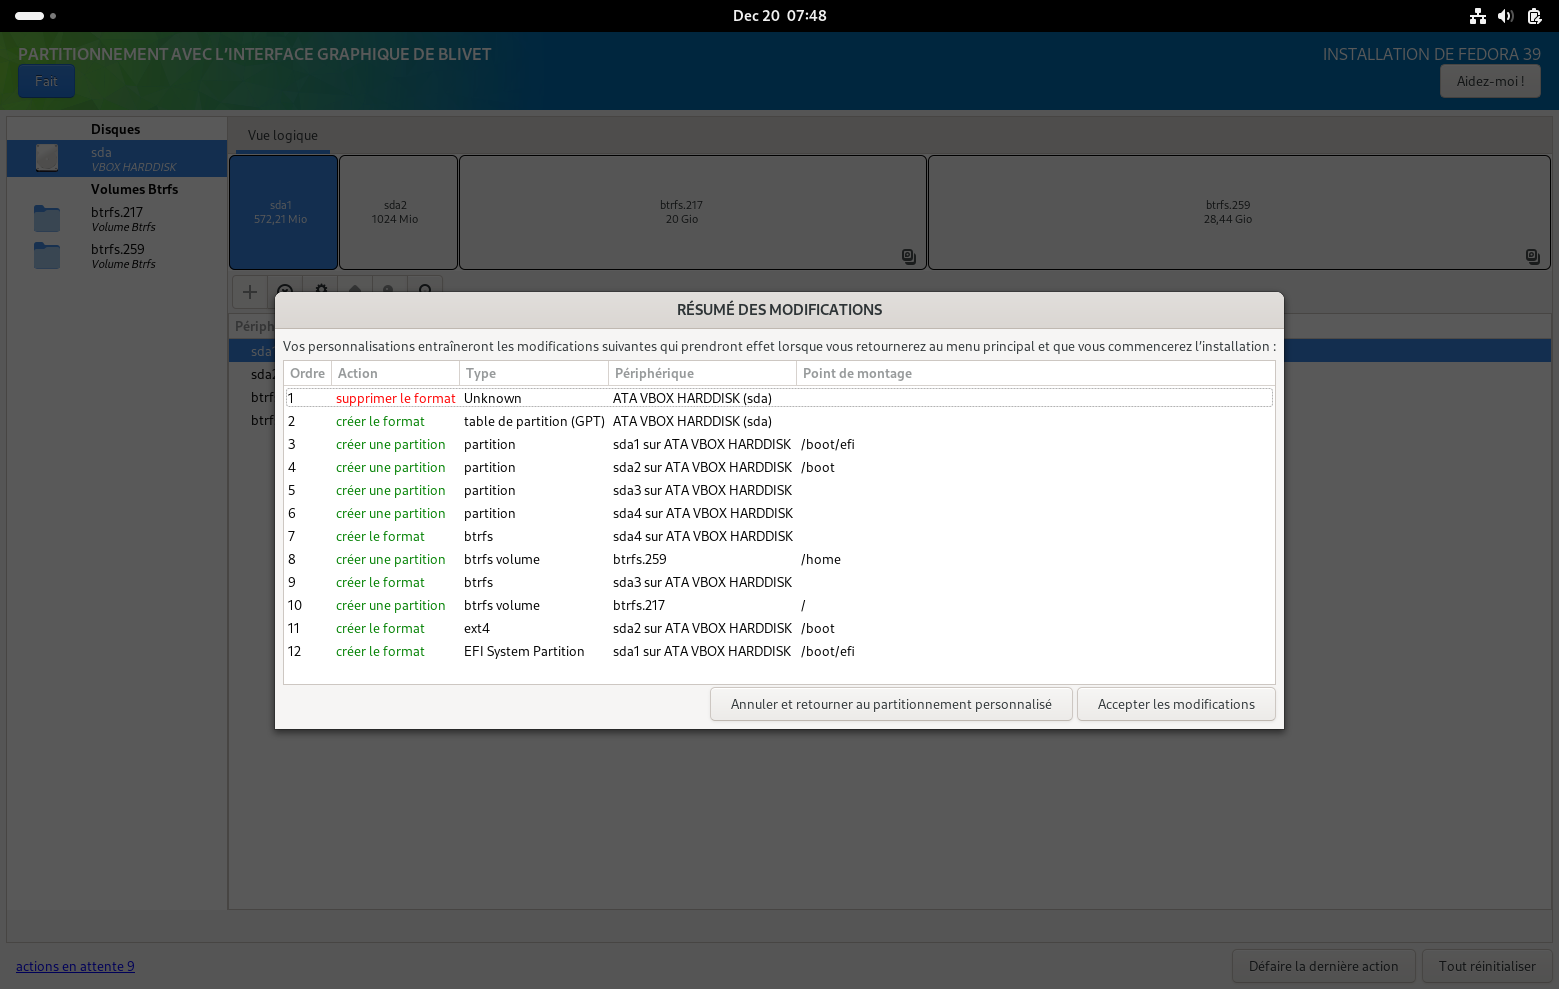 Dec 20 07:48
PARTITIONNEMENT AVEC L'INTERFACE GRAPHIQUE DE BLIVET
INSTALLATION DE FEDORA 39
Fait
Aidez-moi !
Disques
sda
VBOX HARDDISK
Volumes Btrfs
btrfs.217
Volume Btrfs
btrfs.259
Volume Btrfs
Vue logique
sda1
572,21 Mio
sda2
1024 Mio
btrfs.217
20 Gio
btrfs.259
28,44 Gio
Périph
sda
sda2
btrf
btrf
RÉSUMÉ DES MODIFICATIONS
Vos personnalisations entraîneront les modifications suivantes qui prendront effet lorsque vous retournerez au menu principal et que vous commencerez l'installation :
Ordre Action Type Périphérique Point de montage
1 supprimer le format Unknown ATA VBOX HARDDISK (sda)
2 créer le format table de partition (GPT) ATA VBOX HARDDISK (sda)
3 créer une partition partition sda1 sur ATA VBOX HARDDISK /boot/efi
4 créer une partition partition sda2 sur ATA VBOX HARDDISK /boot
5 créer une partition partition sda3 sur ATA VBOX HARDDISK
6 créer une partition partition sda4 sur ATA VBOX HARDDISK
7 créer le format btrfs sda4 sur ATA VBOX HARDDISK
8 créer une partition btrfs volume btrfs.259 /home
9 créer le format btrfs sda3 sur ATA VBOX HARDDISK
10 créer une partition btrfs volume btrfs.217 /
11 créer le format ext4 sda2 sur ATA VBOX HARDDISK /boot
12 créer le format EFI System Partition sda1 sur ATA VBOX HARDDISK /boot/efi
Annuler et retourner au partitionnement personnalisé
Accepter les modifications
actions en attente 9
Défaire la dernière action
Tout réinitialiser